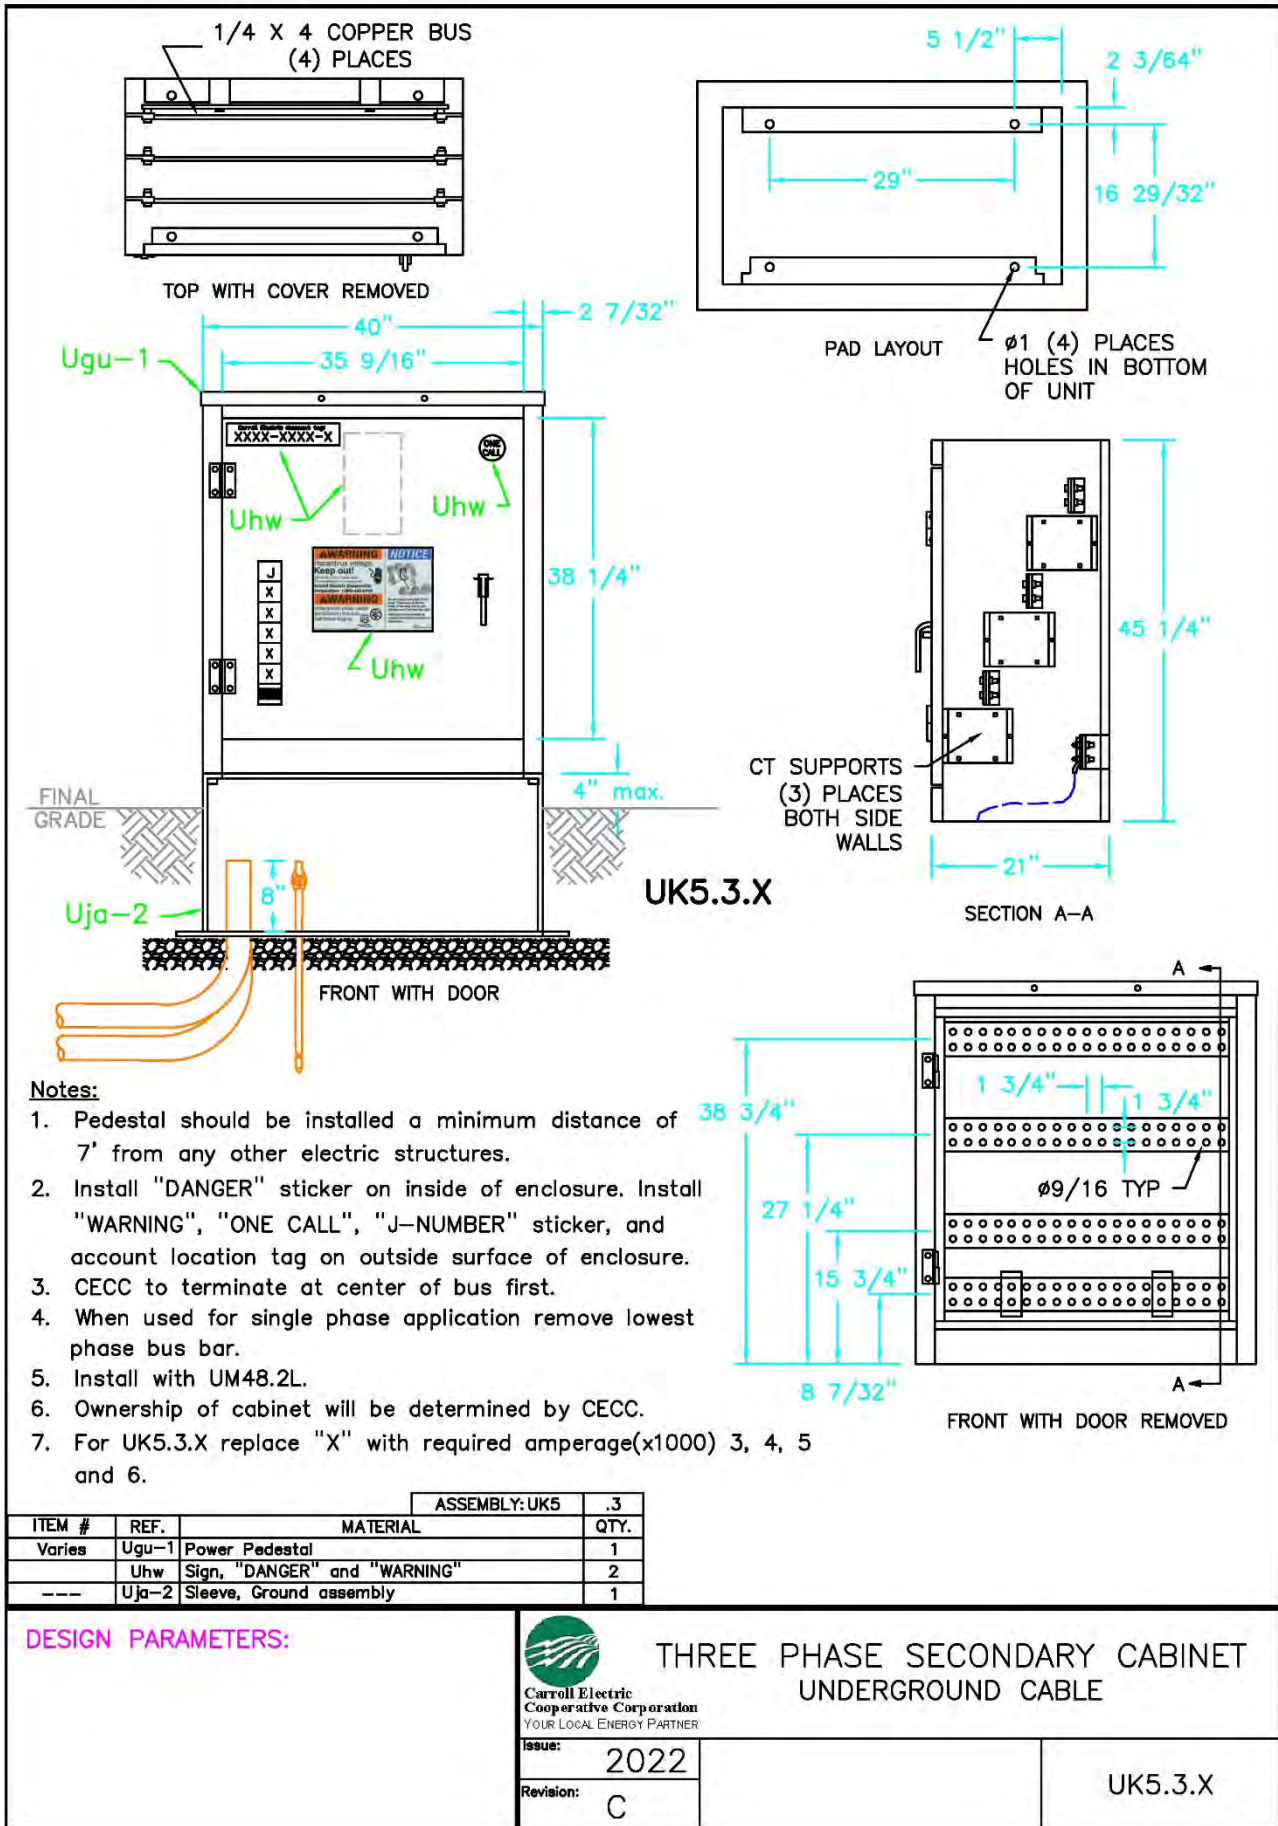 1/4 X 4 COPPER BUS
(4) PLACES
TOP WITH COVER REMOVED
5 1/2"
2 3/64"
29"
16 29/32"
PAD LAYOUT
ø1 (4) PLACES
HOLES IN BOTTOM
OF UNIT
2 7/32"
40"
35 9/16"
Ugu-1
XXXX-XXXX-X
ONE
CALL
Uhw
Uhw
WARNING
NOTICE
Keep out!
WARNING
J
X
X
X
X
X
Uhw
38 1/4"
4" max.
FINAL
GRADE
8"
Uja-2
UK5.3.X
FRONT WITH DOOR
45 1/4"
CT SUPPORTS
(3) PLACES
BOTH SIDE
WALLS
21"
SECTION A-A
A
1 3/4"
1 3/4"
38 3/4"
ø9/16 TYP
27 1/4"
15 3/4"
8 7/32"
A
FRONT WITH DOOR REMOVED
Notes:
1. Pedestal should be installed a minimum distance of
7' from any other electric structures.
2. Install "DANGER" sticker on inside of enclosure. Install
"WARNING", "ONE CALL", "J-NUMBER" sticker, and
account location tag on outside surface of enclosure.
3. CECC to terminate at center of bus first.
4. When used for single phase application remove lowest
phase bus bar.
5. Install with UM48.2L.
6. Ownership of cabinet will be determined by CECC.
7. For UK5.3.X replace "X" with required amperage(x1000) 3, 4, 5
and 6.
ASSEMBLY: UK5 .3
ITEM # REF. MATERIAL QTY.
Varies Ugu-1 Power Pedestal 1
Uhw Sign, "DANGER" and "WARNING" 2
--- Uja-2 Sleeve, Ground assembly 1
DESIGN PARAMETERS:
Carroll Electric
Cooperative Corporation
YOUR LOCAL ENERGY PARTNER
THREE PHASE SECONDARY CABINET
UNDERGROUND CABLE
Issue:
2022
Revision:
C
UK5.3.X